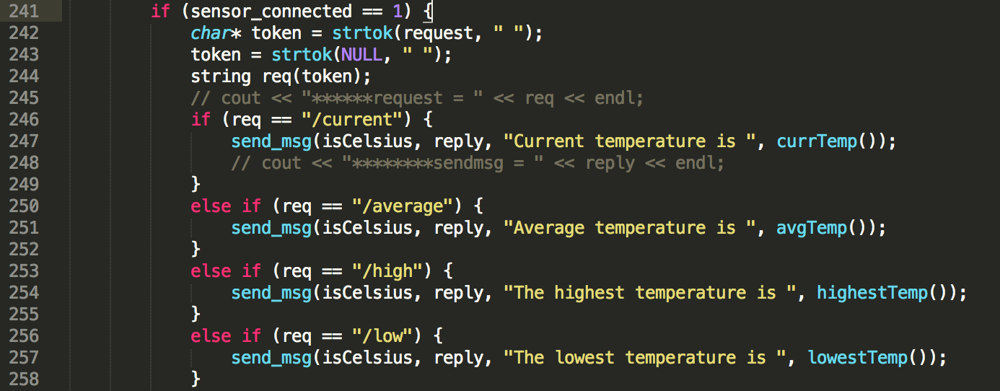 241 if (sensor_connected == 1) {
242 char* token = strtok(request, " ");
243 token = strtok(NULL, " ");
244 string req(token);
245 // cout << "******request = " << req << endl;
246 if (req == "/current") {
247 send_msg(isCelsius, reply, "Current temperature is ", currTemp());
248 // cout << "********sendmsg = " << reply << endl;
249 }
250 else if (req == "/average") {
251 send_msg(isCelsius, reply, "Average temperature is ", avgTemp());
252 }
253 else if (req == "/high") {
254 send_msg(isCelsius, reply, "The highest temperature is ", highestTemp());
255 }
256 else if (req == "/low") {
257 send_msg(isCelsius, reply, "The lowest temperature is ", lowestTemp());
258 }